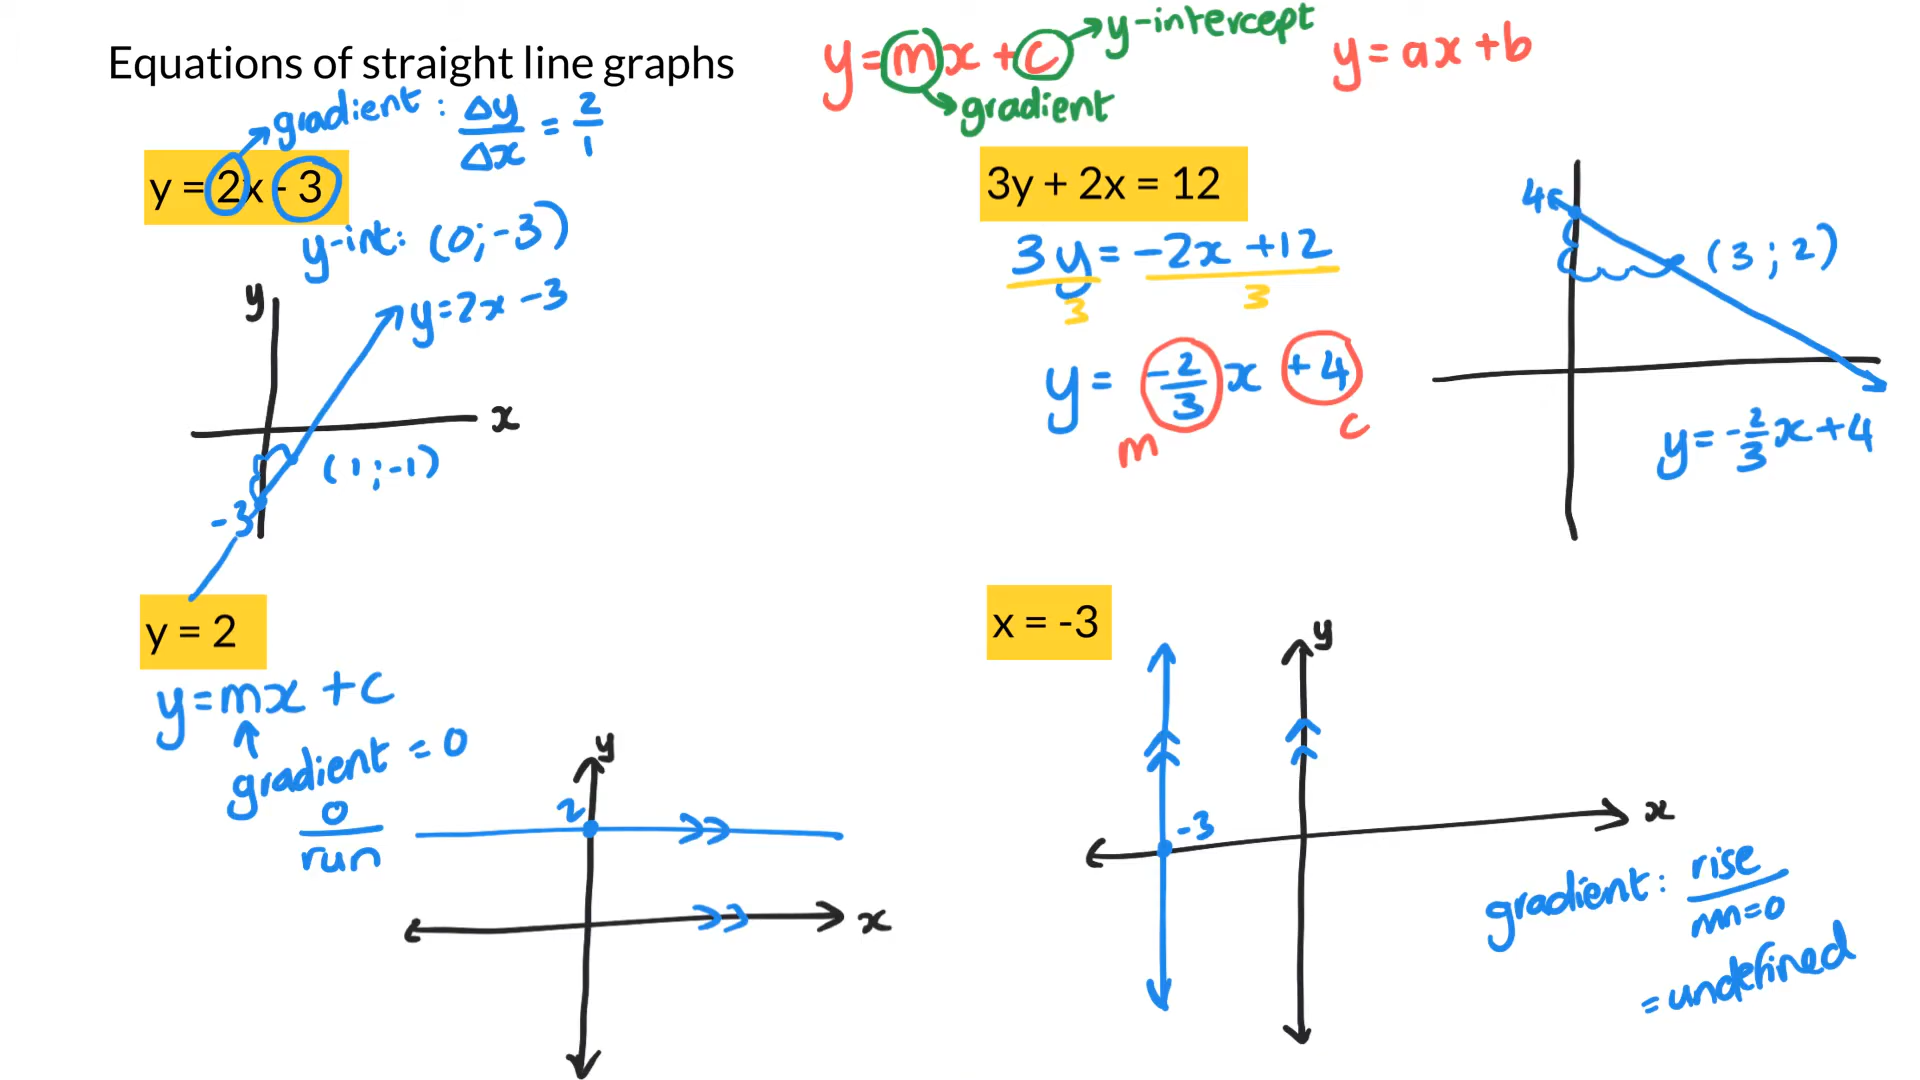 Equations of straight line graphs
y = mx + c
y-intercept
gradient
y = ax + b
gradient : Δy/Δx = 2/1
y = 2x - 3
y-int: (0;-3)
y
y=2x -3
x
(1;-1)
-3
3y + 2x = 12
3y = -2x +12
3
3
y = -2/3 x +4
m
c
4
(3;2)
y = -2/3 x + 4
y = 2
y = mx + c
gradient = 0
0/run
y
2
x
x = -3
y
-3
x
gradient : rise/run=0
= undefined